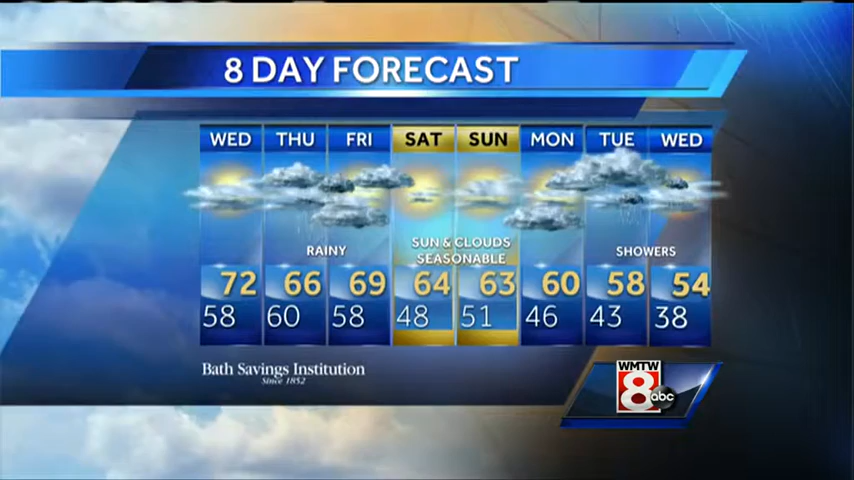 8 DAY FORECAST
WED THU FRI SAT SUN MON TUE WED
RAINY
SUN & CLOUDS
SEASONABLE
SHOWERS
72 66 69 64 63 60 58 54
58 60 58 48 51 46 43 38
Bath Savings Institution
Since 1852
WMTW
8
abc